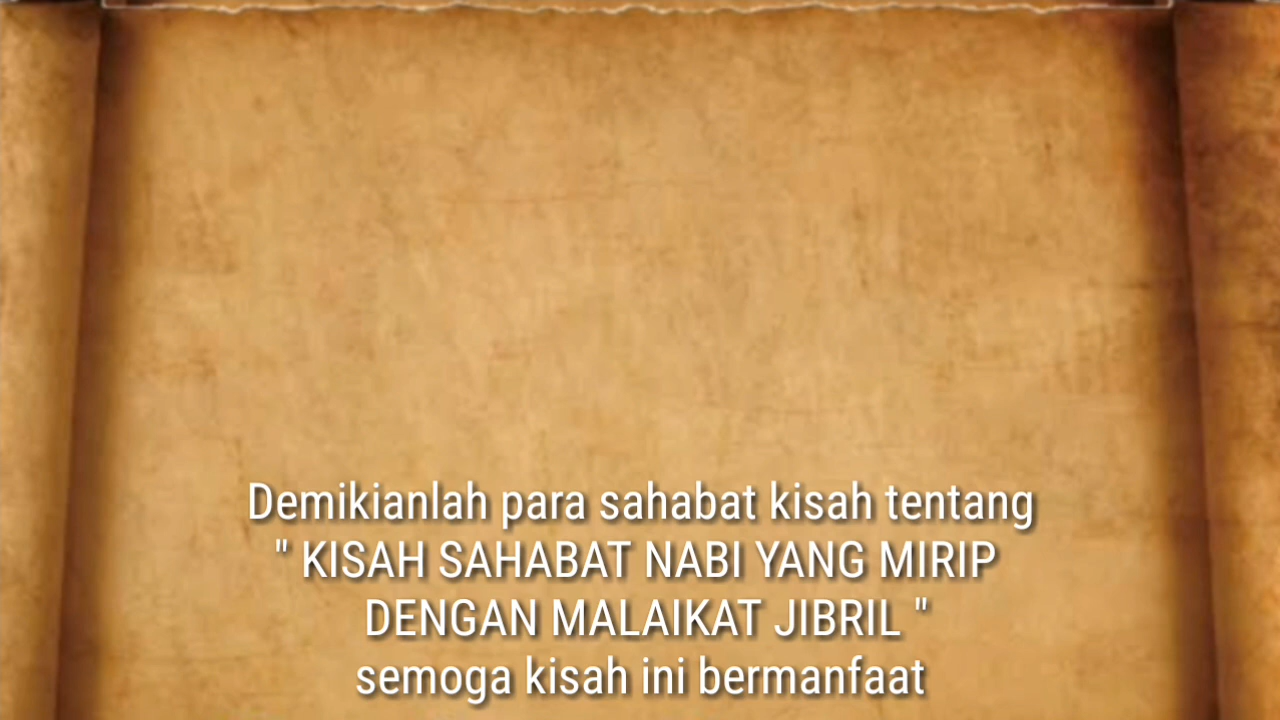 Demikianlah para sahabat kisah tentang
" KISAH SAHABAT NABI YANG MIRIP
DENGAN MALAIKAT JIBRIL "
semoga kisah ini bermanfaat